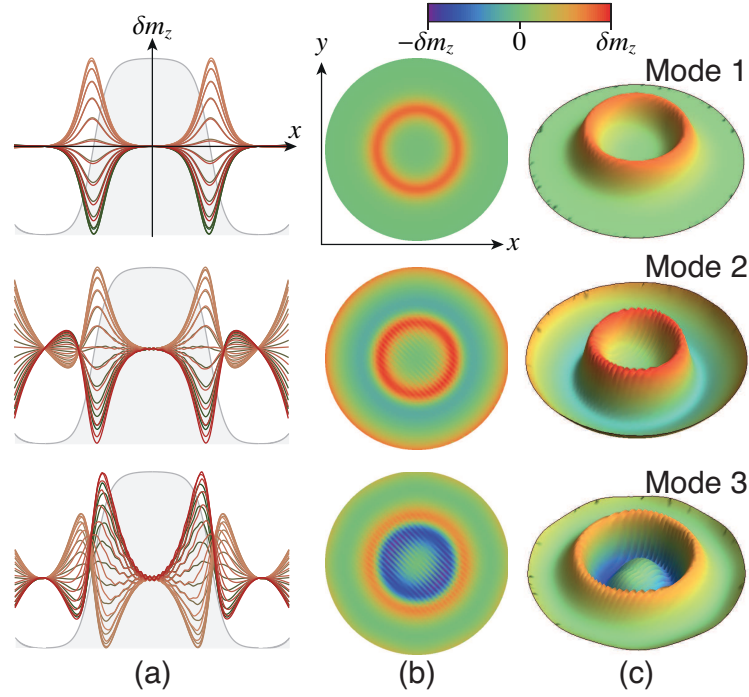 δm_z
x
y
x
−δm_z 0 δm_z
Mode 1
Mode 2
Mode 3
(a) (b) (c)